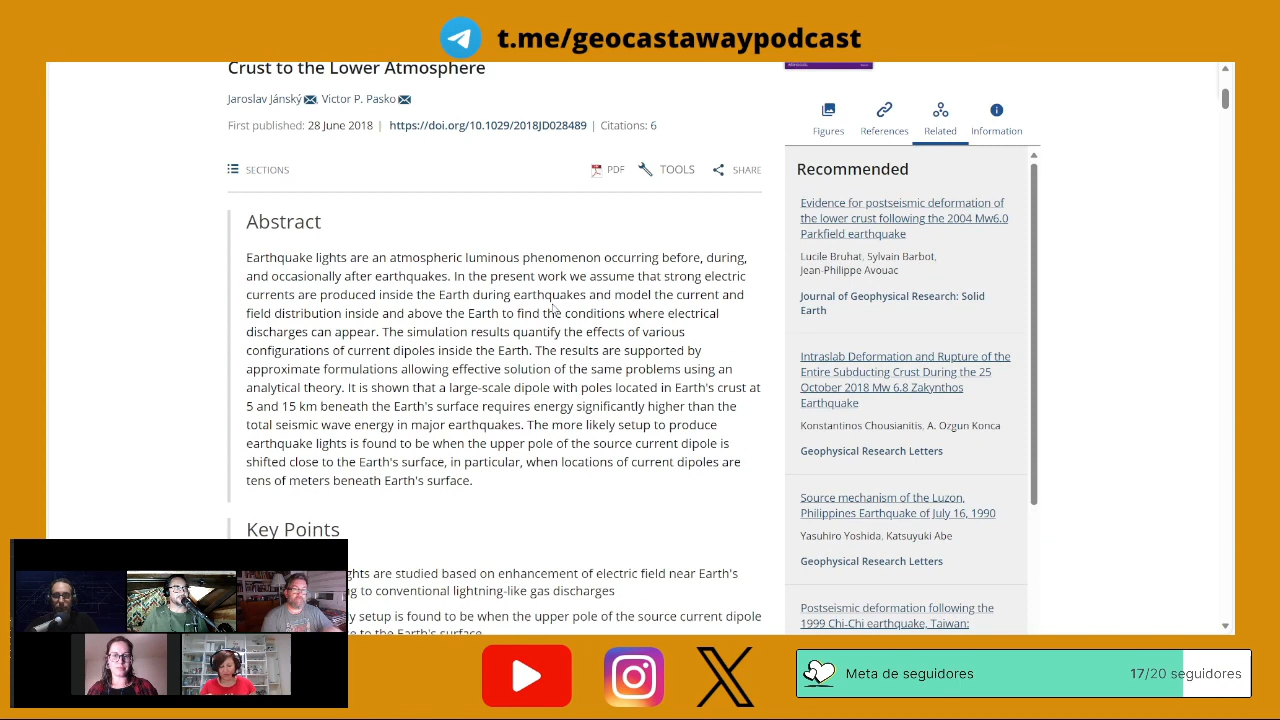 t.me/geocastawaypodcast
Crust to the Lower Atmosphere
Jaroslav Jánský, Victor P. Pasko
First published: 28 June 2018 | https://doi.org/10.1029/2018JD028489 | Citations: 6
SECTIONS
PDF TOOLS SHARE
Abstract
Earthquake lights are an atmospheric luminous phenomenon occurring before, during,
and occasionally after earthquakes. In the present work we assume that strong electric
currents are produced inside the Earth during earthquakes and model the current and
field distribution inside and above the Earth to find the conditions where electrical
discharges can appear. The simulation results quantify the effects of various
configurations of current dipoles inside the Earth. The results are supported by
approximate formulations allowing effective solution of the same problems using an
analytical theory. It is shown that a large-scale dipole with poles located in Earth's crust at
5 and 15 km beneath the Earth's surface requires energy significantly higher than the
total seismic wave energy in major earthquakes. The more likely setup to produce
earthquake lights is found to be when the upper pole of the source current dipole is
shifted close to the Earth's surface, in particular, when locations of current dipoles are
tens of meters beneath Earth's surface.
Key Points
ghts are studied based on enhancement of electric field near Earth's
g to conventional lightning-like gas discharges
y setup is found to be when the upper pole of the source current dipole
e to the Earth's surface
Figures References Related Information
Recommended
Evidence for postseismic deformation of
the lower crust following the 2004 Mw6.0
Parkfield earthquake
Lucile Bruhat, Sylvain Barbot,
Jean-Philippe Avouac
Journal of Geophysical Research: Solid
Earth
Intraslab Deformation and Rupture of the
Entire Subducting Crust During the 25
October 2018 Mw 6.8 Zakynthos
Earthquake
Konstantinos Chousianitis, A. Ozgun Konca
Geophysical Research Letters
Source mechanism of the Luzon,
Philippines Earthquake of July 16, 1990
Yasuhiro Yoshida, Katsuyuki Abe
Geophysical Research Letters
Postseismic deformation following the
1999 Chi-Chi earthquake, Taiwan:
Meta de seguidores
17/20 seguidores